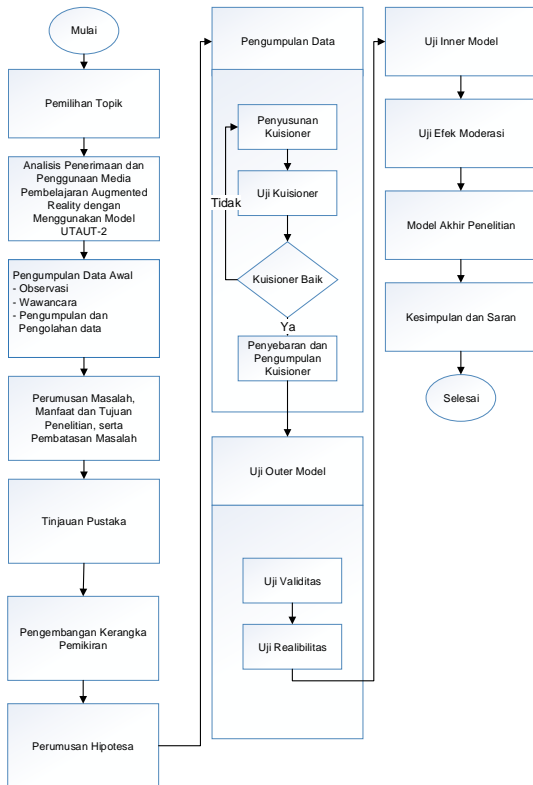 Mulai
Pemilihan Topik
Analisis Penerimaan dan
Penggunaan Media
Pembelajaran Augmented
Reality dengan
Menggunakan Model
UTAUT-2
Pengumpulan Data Awal
- Observasi
- Wawancara
- Pengumpulan dan
Pengolahan data
Perumusan Masalah,
Manfaat dan Tujuan
Penelitian, serta
Pembatasan Masalah
Tinjauan Pustaka
Pengembangan Kerangka
Pemikiran
Perumusan Hipotesa
Pengumpulan Data
Penyusunan
Kuisioner
Uji Kuisioner
Tidak
Kuisioner Baik
Ya
Penyebaran dan
Pengumpulan
Kuisioner
Uji Outer Model
Uji Validitas
Uji Realibilitas
Uji Inner Model
Uji Efek Moderasi
Model Akhir Penelitian
Kesimpulan dan Saran
Selesai